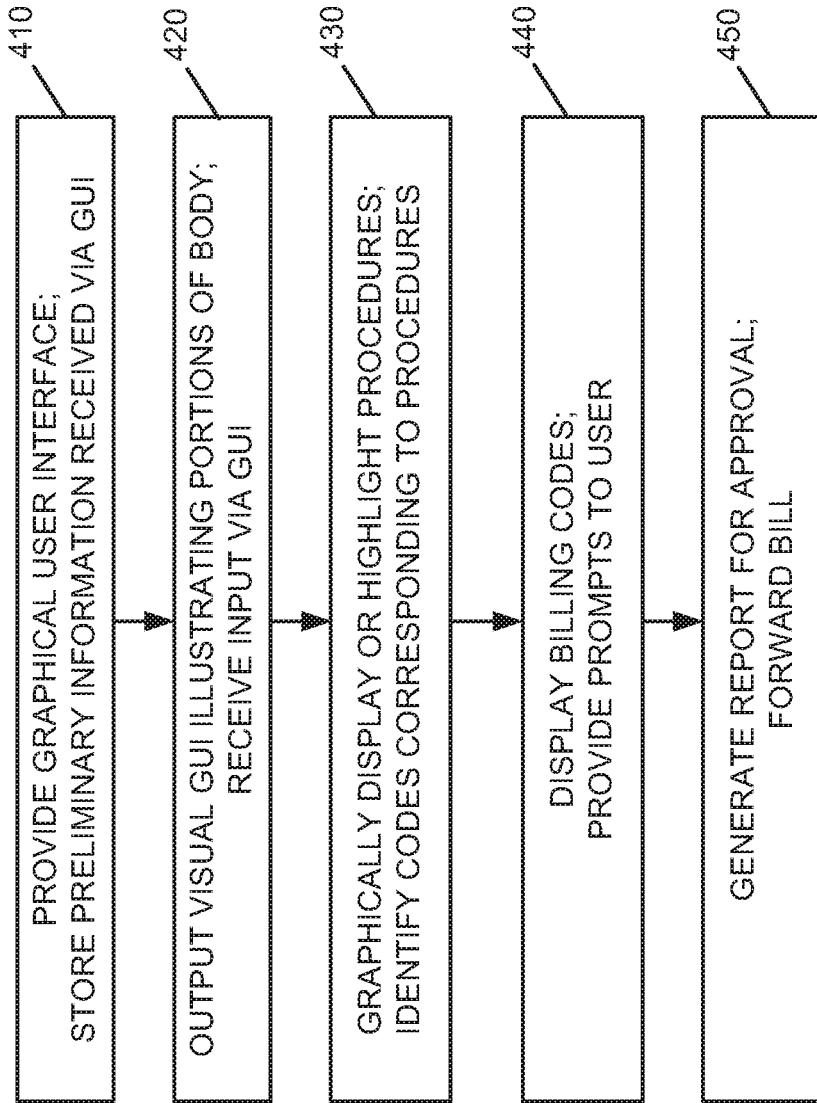 PROVIDE GRAPHICAL USER INTERFACE;
STORE PRELIMINARY INFORMATION RECEIVED VIA GUI
410
OUTPUT VISUAL GUI ILLUSTRATING PORTIONS OF BODY;
RECEIVE INPUT VIA GUI
420
GRAPHICALLY DISPLAY OR HIGHLIGHT PROCEDURES;
IDENTIFY CODES CORRESPONDING TO PROCEDURES
430
DISPLAY BILLING CODES;
PROVIDE PROMPTS TO USER
440
GENERATE REPORT FOR APPROVAL;
FORWARD BILL
450